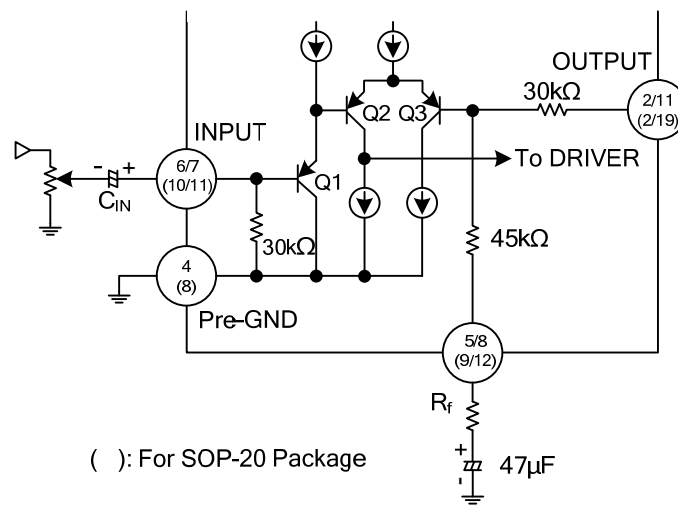 OUTPUT
30kΩ
2/11
(2/19)
Q2
Q3
INPUT
To DRIVER
6/7
(10/11)
- +
Q1
CIN
30kΩ
45kΩ
4
(8)
Pre-GND
5/8
(9/12)
Rf
+
47μF
-
( ): For SOP-20 Package